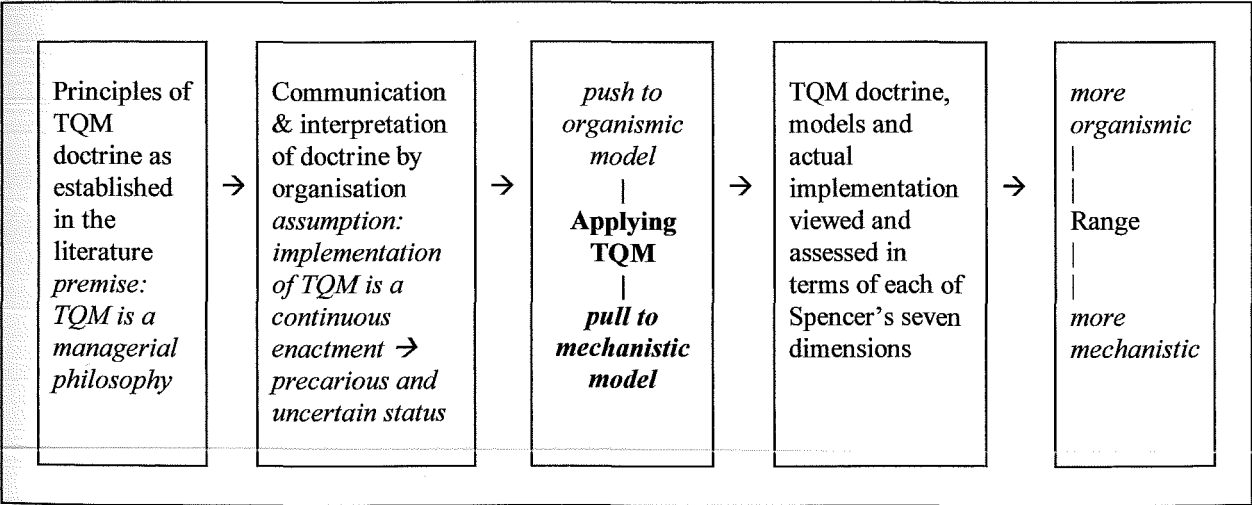 Principles of
TQM
doctrine as
established
in the
literature
premise:
TQM is a
managerial
philosophy
→
Communication
& interpretation
of doctrine by
organisation
assumption:
implementation
of TQM is a
continuous
enactment →
precarious and
uncertain status
→
push to
organismic
model
|
Applying
TQM
|
pull to
mechanistic
model
→
TQM doctrine,
models and
actual
implementation
viewed and
assessed in
terms of each of
Spencer's seven
dimensions
→
more
organismic
|
|
Range
|
|
more
mechanistic